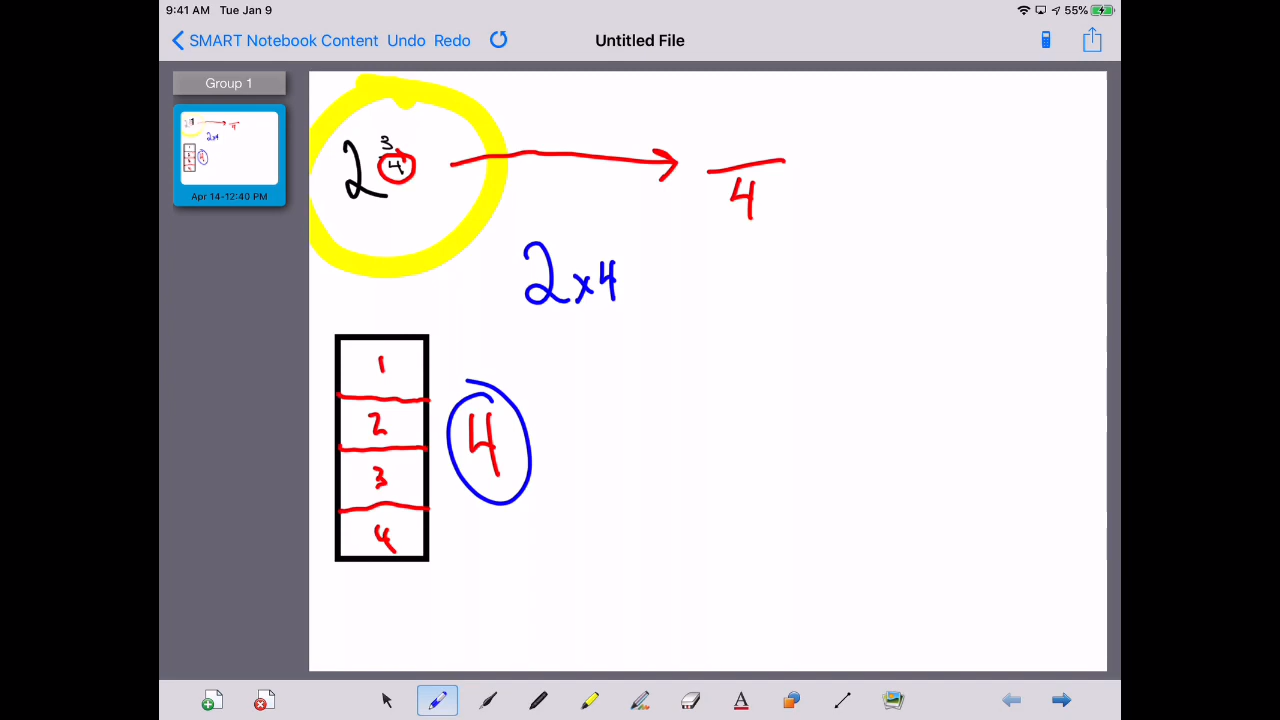 9:41 AM Tue Jan 9
55%
SMART Notebook Content Undo Redo
Untitled File
Group 1
Apr 14-12:40 PM
2 3/4
4
2x4
1
2
3
4
4
A